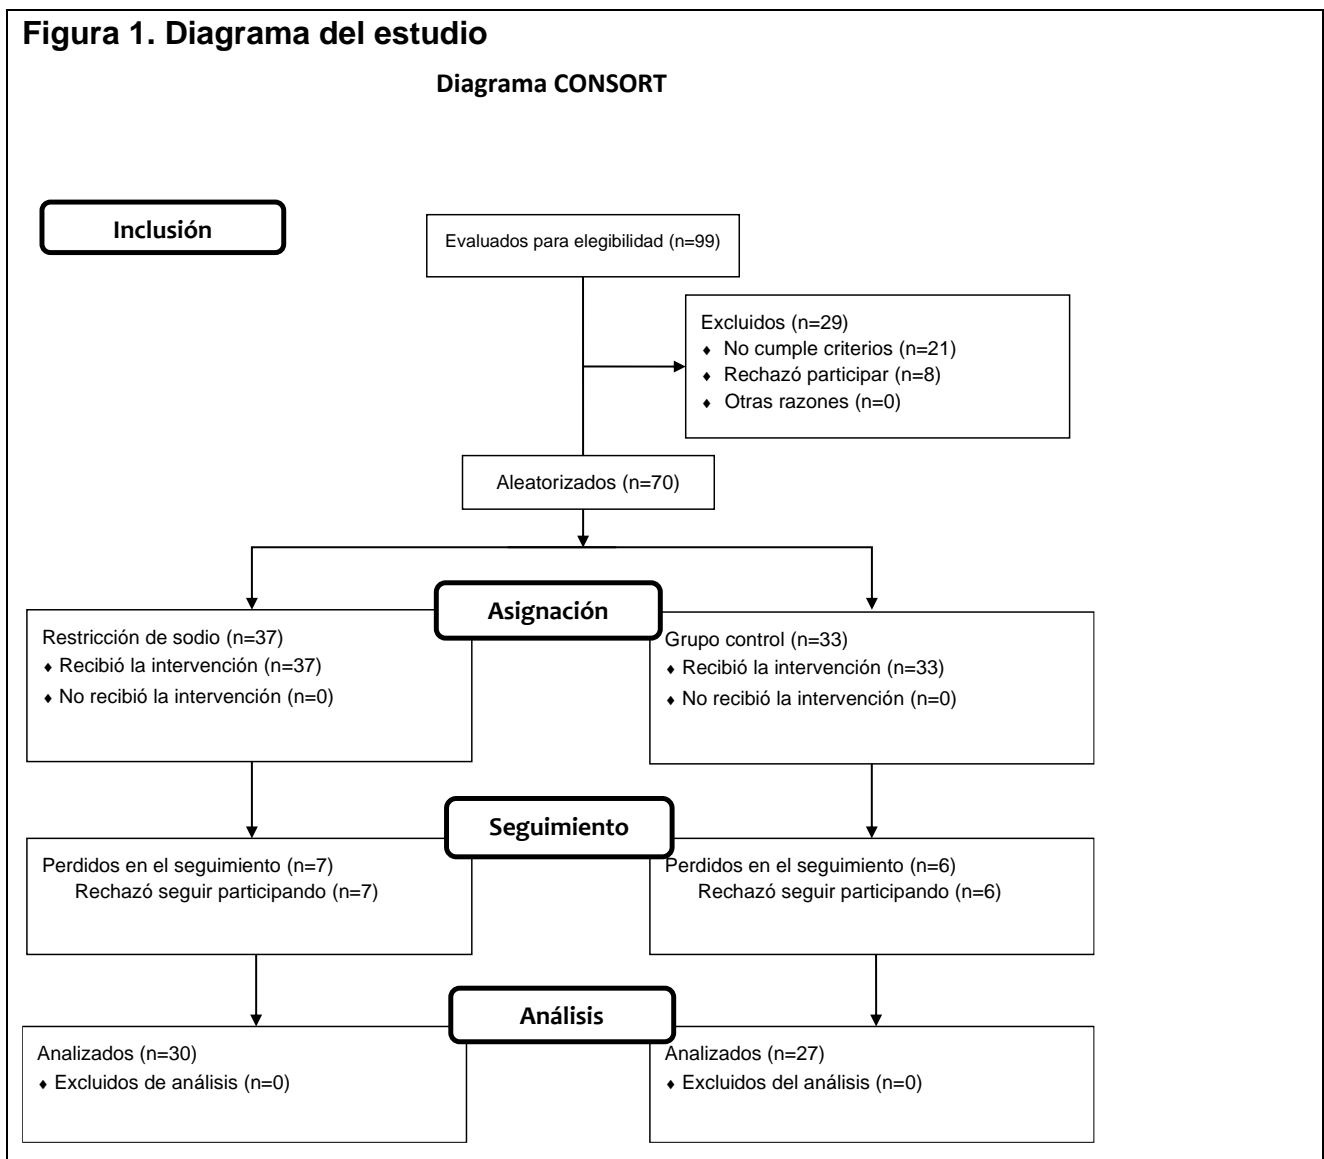 Figura 1. Diagrama del estudio
Diagrama CONSORT
Inclusión
Evaluados para elegibilidad (n=99)
Excluidos (n=29)
♦ No cumple criterios (n=21)
♦ Rechazó participar (n=8)
♦ Otras razones (n=0)
Aleatorizados (n=70)
Asignación
Restricción de sodio (n=37)
♦ Recibió la intervención (n=37)
♦ No recibió la intervención (n=0)
Grupo control (n=33)
♦ Recibió la intervención (n=33)
♦ No recibió la intervención (n=0)
Seguimiento
Perdidos en el seguimiento (n=7)
Rechazó seguir participando (n=7)
Perdidos en el seguimiento (n=6)
Rechazó seguir participando (n=6)
Análisis
Analizados (n=30)
♦ Excluidos de análisis (n=0)
Analizados (n=27)
♦ Excluidos del análisis (n=0)